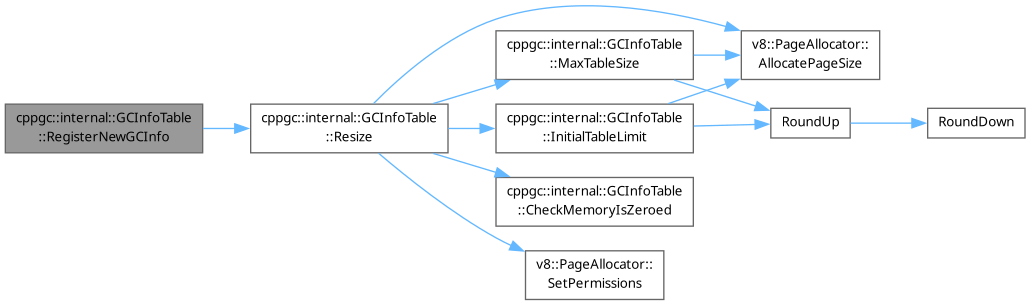 cppgc::internal::GCInfoTable
::RegisterNewGCInfo
cppgc::internal::GCInfoTable
::Resize
cppgc::internal::GCInfoTable
::MaxTableSize
cppgc::internal::GCInfoTable
::InitialTableLimit
cppgc::internal::GCInfoTable
::CheckMemoryIsZeroed
v8::PageAllocator::
SetPermissions
v8::PageAllocator::
AllocatePageSize
RoundUp
RoundDown